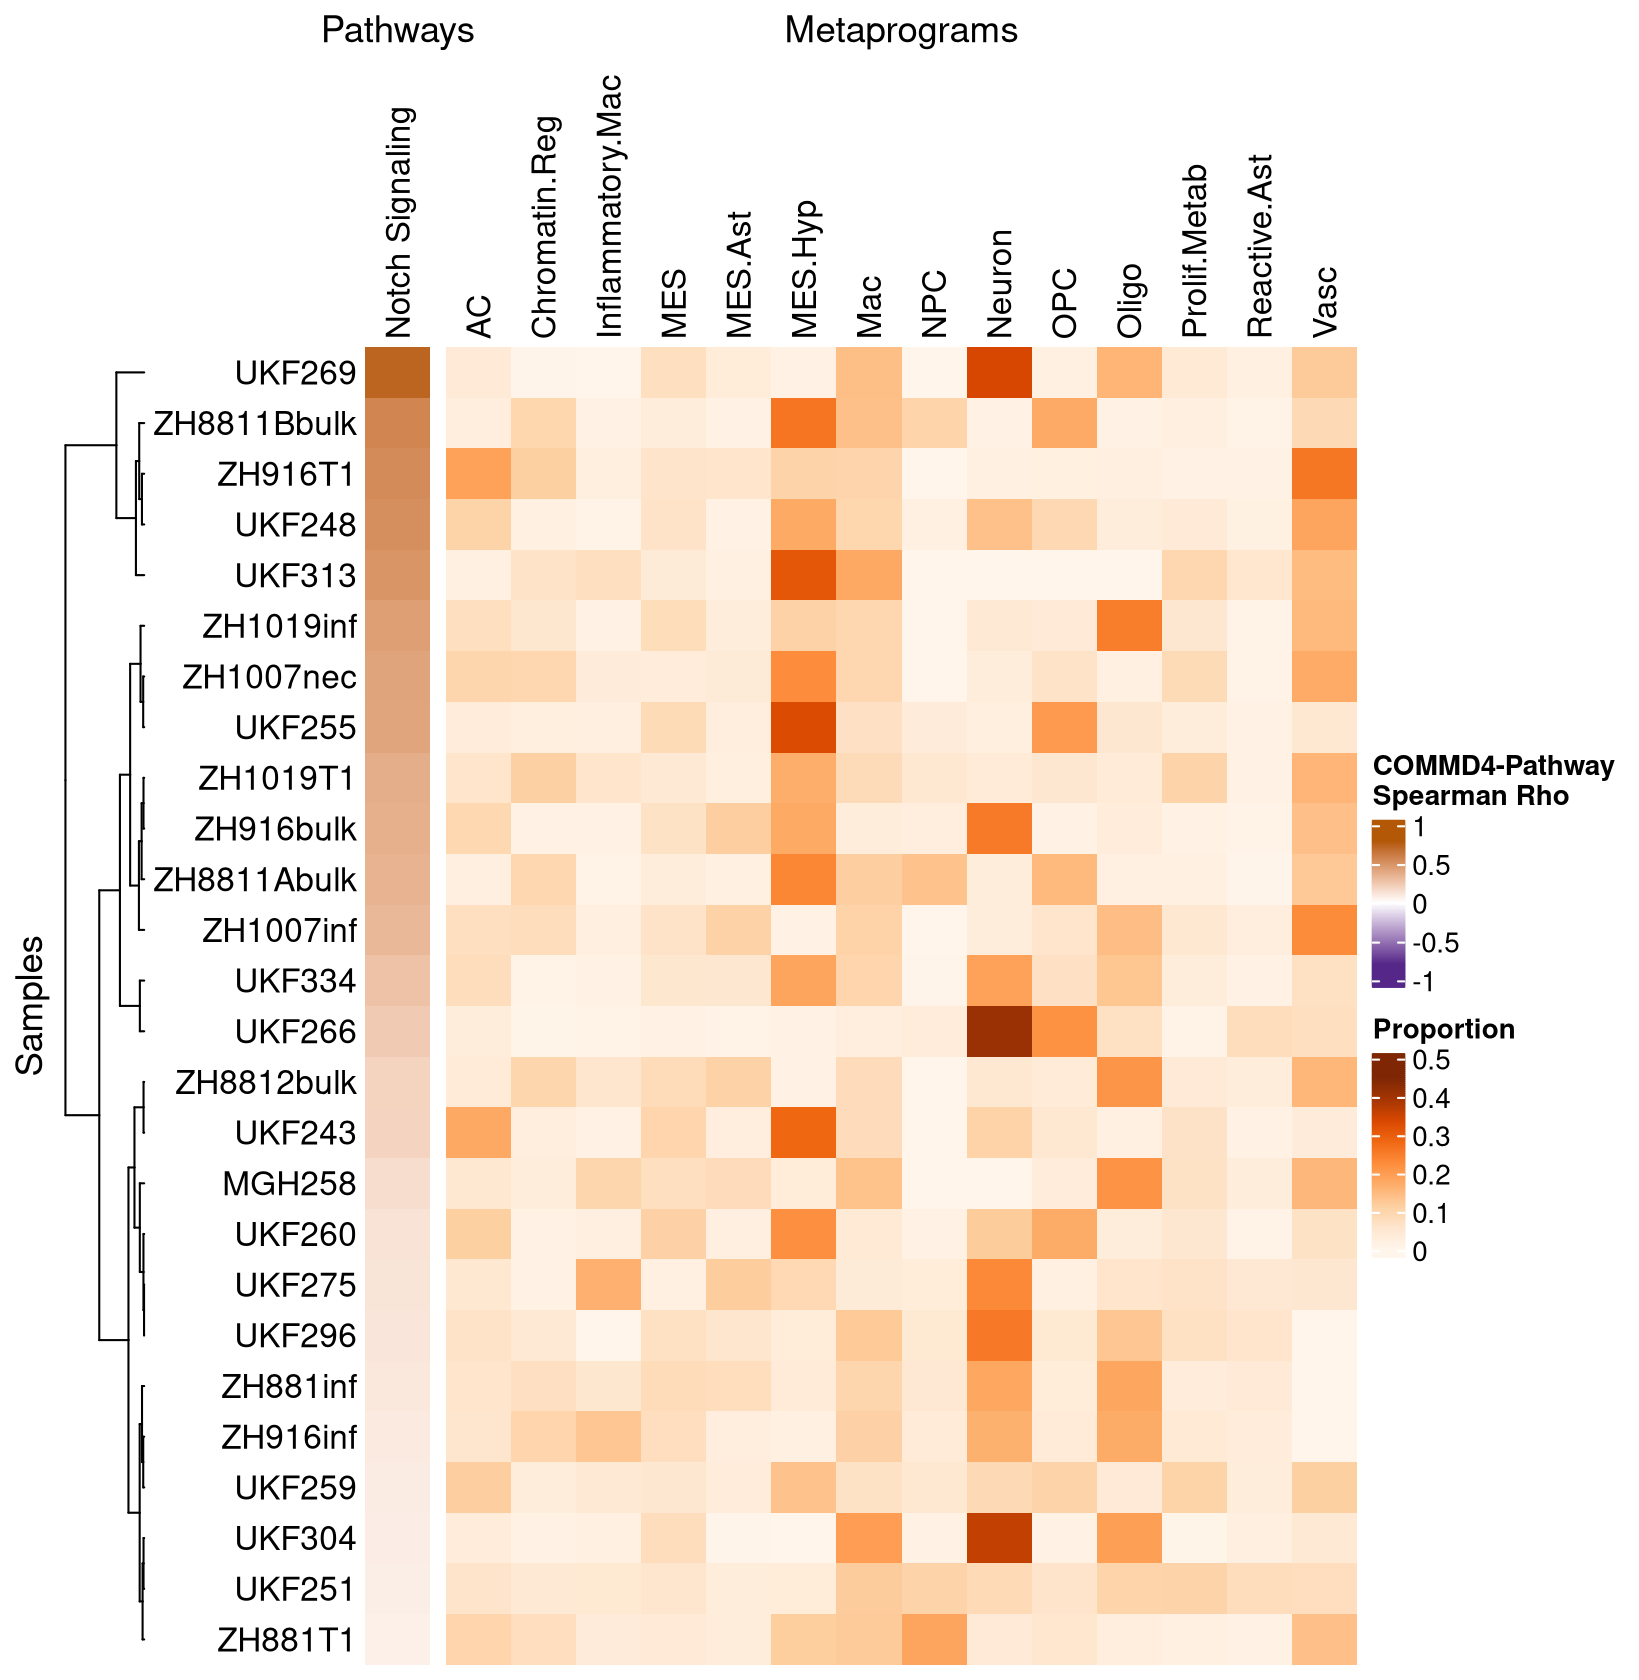 Pathways
Metaprograms
Notch Signaling
AC
Chromatin.Reg
Inflammatory.Mac
MES
MES.Ast
MES.Hyp
Mac
NPC
Neuron
OPC
Oligo
Prolif.Metab
Reactive.Ast
Vasc
Samples
UKF269
ZH8811Bbulk
ZH916T1
UKF248
UKF313
ZH1019inf
ZH1007nec
UKF255
ZH1019T1
ZH916bulk
ZH8811Abulk
ZH1007inf
UKF334
UKF266
ZH8812bulk
UKF243
MGH258
UKF260
UKF275
UKF296
ZH881inf
ZH916inf
UKF259
UKF304
UKF251
ZH881T1
COMMD4-Pathway
Spearman Rho
1
0.5
0
-0.5
-1
Proportion
0.5
0.4
0.3
0.2
0.1
0